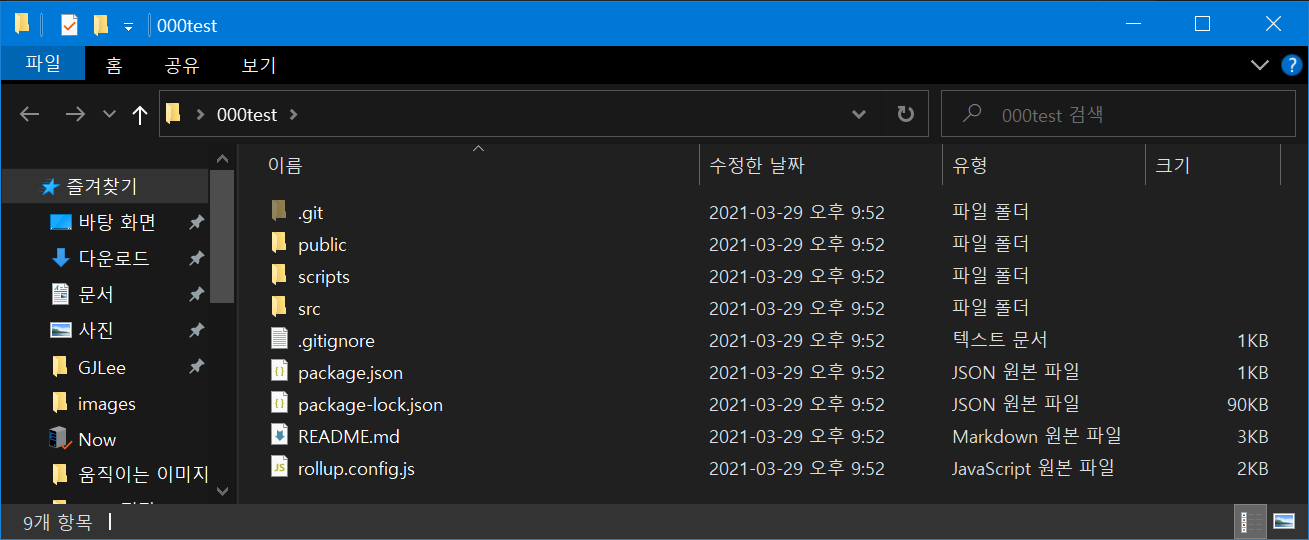 000test
파일 홈 공유 보기
000test
000test 검색
이름 수정한 날짜 유형 크기
즐겨찾기
바탕 화면
다운로드
문서
사진
GJLee
images
Now
움직이는 이미지
.git 2021-03-29 오후 9:52 파일 폴더
public 2021-03-29 오후 9:52 파일 폴더
scripts 2021-03-29 오후 9:52 파일 폴더
src 2021-03-29 오후 9:52 파일 폴더
.gitignore 2021-03-29 오후 9:52 텍스트 문서 1KB
package.json 2021-03-29 오후 9:52 JSON 원본 파일 1KB
package-lock.json 2021-03-29 오후 9:52 JSON 원본 파일 90KB
README.md 2021-03-29 오후 9:52 Markdown 원본 파일 3KB
rollup.config.js 2021-03-29 오후 9:52 JavaScript 원본 파일 2KB
9개 항목